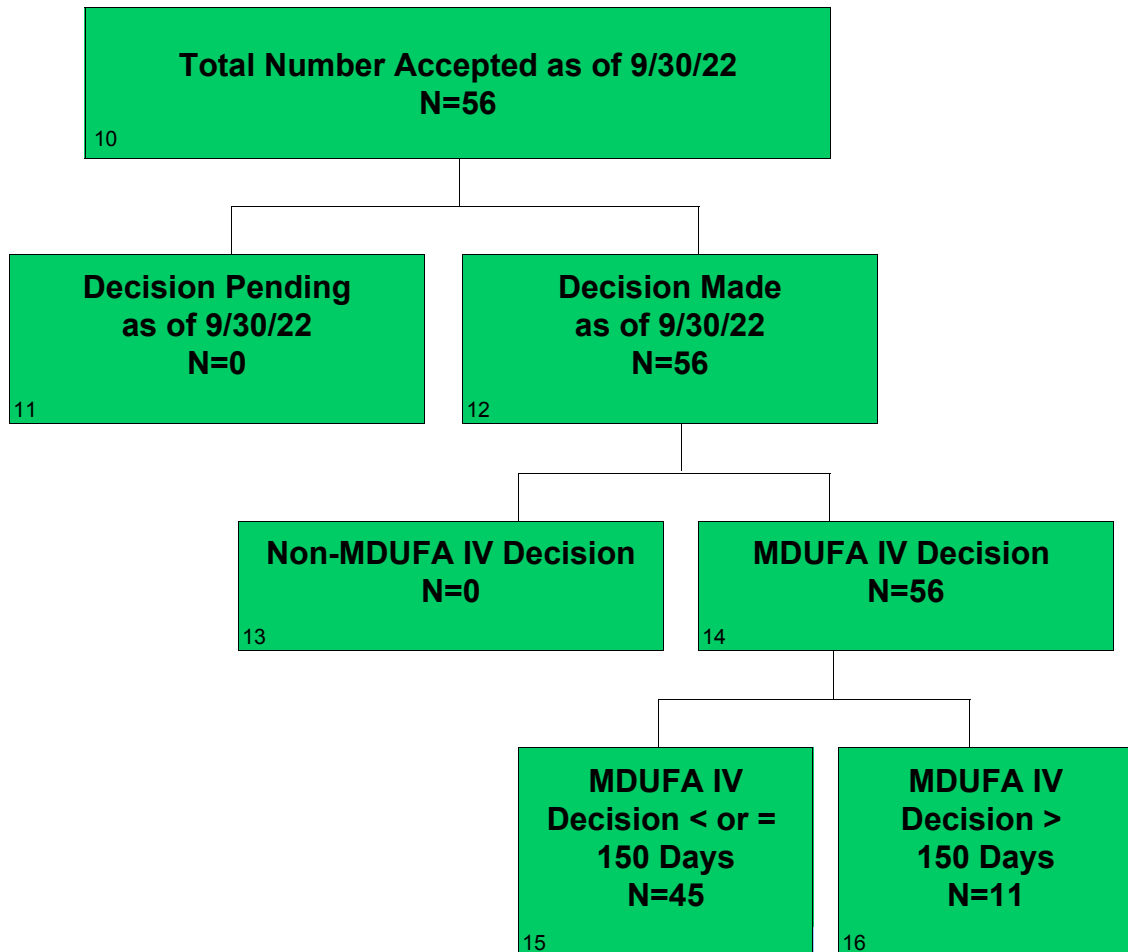 Total Number Accepted as of 9/30/22
N=56
10
Decision Pending
as of 9/30/22
N=0
11
Decision Made
as of 9/30/22
N=56
12
Non-MDUFA IV Decision
N=0
13
MDUFA IV Decision
N=56
14
MDUFA IV
Decision < or =
150 Days
N=45
15
MDUFA IV
Decision >
150 Days
N=11
16